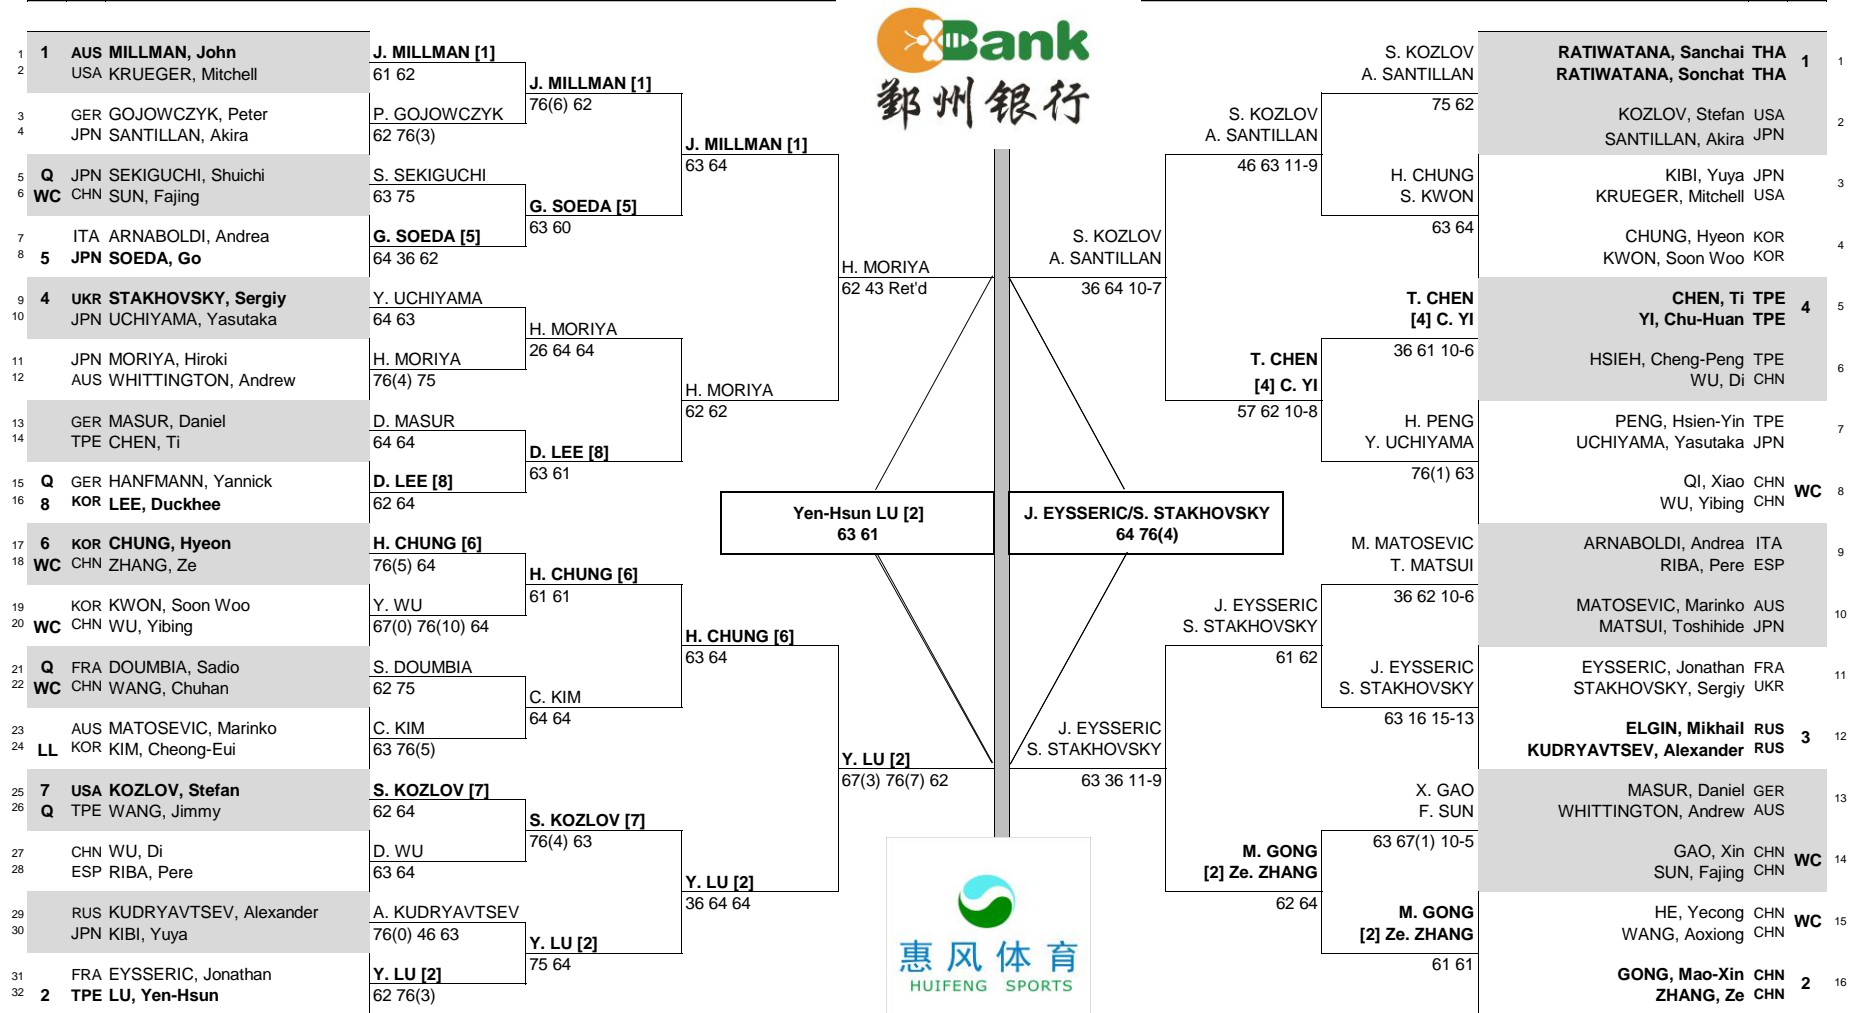 Bank
鄞州银行
1 1 AUS MILLMAN, John
2 USA KRUEGER, Mitchell
3 GER GOJOWCZYK, Peter
4 JPN SANTILLAN, Akira
5 Q JPN SEKIGUCHI, Shuichi
6 WC CHN SUN, Fajing
7 ITA ARNABOLDI, Andrea
8 5 JPN SOEDA, Go
9 4 UKR STAKHOVSKY, Sergiy
10 JPN UCHIYAMA, Yasutaka
11 JPN MORIYA, Hiroki
12 AUS WHITTINGTON, Andrew
13 GER MASUR, Daniel
14 TPE CHEN, Ti
15 Q GER HANFMANN, Yannick
16 8 KOR LEE, Duckhee
17 6 KOR CHUNG, Hyeon
18 WC CHN ZHANG, Ze
19 KOR KWON, Soon Woo
20 WC CHN WU, Yibing
21 Q FRA DOUMBIA, Sadio
22 WC CHN WANG, Chuhan
23 AUS MATOSEVIC, Marinko
24 LL KOR KIM, Cheong-Eui
25 7 USA KOZLOV, Stefan
26 Q TPE WANG, Jimmy
27 CHN WU, Di
28 ESP RIBA, Pere
29 RUS KUDRYAVTSEV, Alexander
30 JPN KIBI, Yuya
31 FRA EYSSERIC, Jonathan
32 2 TPE LU, Yen-Hsun
J. MILLMAN [1]
61 62
P. GOJOWCZYK
62 76(3)
S. SEKIGUCHI
63 75
G. SOEDA [5]
64 36 62
Y. UCHIYAMA
64 63
H. MORIYA
76(4) 75
D. MASUR
64 64
D. LEE [8]
62 64
H. CHUNG [6]
76(5) 64
Y. WU
67(0) 76(10) 64
S. DOUMBIA
62 75
C. KIM
63 76(5)
S. KOZLOV [7]
62 64
D. WU
63 64
A. KUDRYAVTSEV
76(0) 46 63
Y. LU [2]
62 76(3)
J. MILLMAN [1]
76(6) 62
G. SOEDA [5]
63 60
H. MORIYA
26 64 64
D. LEE [8]
63 61
H. CHUNG [6]
61 61
C. KIM
64 64
S. KOZLOV [7]
76(4) 63
Y. LU [2]
75 64
J. MILLMAN [1]
63 64
H. MORIYA
62 62
H. CHUNG [6]
63 64
Y. LU [2]
36 64 64
H. MORIYA
62 43 Ret'd
Y. LU [2]
67(3) 76(7) 62
Yen-Hsun LU [2]
63 61
J. EYSSERIC/S. STAKHOVSKY
64 76(4)
S. KOZLOV
A. SANTILLAN
36 64 10-7
J. EYSSERIC
S. STAKHOVSKY
63 36 11-9
S. KOZLOV
A. SANTILLAN
46 63 11-9
T. CHEN
[4] C. YI
57 62 10-8
J. EYSSERIC
S. STAKHOVSKY
61 62
M. GONG
[2] Ze. ZHANG
62 64
S. KOZLOV
A. SANTILLAN
75 62
H. CHUNG
S. KWON
63 64
T. CHEN
[4] C. YI
36 61 10-6
H. PENG
Y. UCHIYAMA
76(1) 63
M. MATOSEVIC
T. MATSUI
36 62 10-6
J. EYSSERIC
S. STAKHOVSKY
63 16 15-13
X. GAO
F. SUN
63 67(1) 10-5
M. GONG
[2] Ze. ZHANG
61 61
RATIWATANA, Sanchai THA
1 1
RATIWATANA, Sonchat THA
KOZLOV, Stefan USA
2
SANTILLAN, Akira JPN
KIBI, Yuya JPN
3
KRUEGER, Mitchell USA
CHUNG, Hyeon KOR
4
KWON, Soon Woo KOR
CHEN, Ti TPE
4 5
YI, Chu-Huan TPE
HSIEH, Cheng-Peng TPE
6
WU, Di CHN
PENG, Hsien-Yin TPE
7
UCHIYAMA, Yasutaka JPN
QI, Xiao CHN
WC 8
WU, Yibing CHN
ARNABOLDI, Andrea ITA
9
RIBA, Pere ESP
MATOSEVIC, Marinko AUS
10
MATSUI, Toshihide JPN
EYSSERIC, Jonathan FRA
11
STAKHOVSKY, Sergiy UKR
ELGIN, Mikhail RUS
3 12
KUDRYAVTSEV, Alexander RUS
MASUR, Daniel GER
13
WHITTINGTON, Andrew AUS
GAO, Xin CHN
WC 14
SUN, Fajing CHN
HE, Yecong CHN
WC 15
WANG, Aoxiong CHN
GONG, Mao-Xin CHN
2 16
ZHANG, Ze CHN
惠风体育
HUIFENG SPORTS